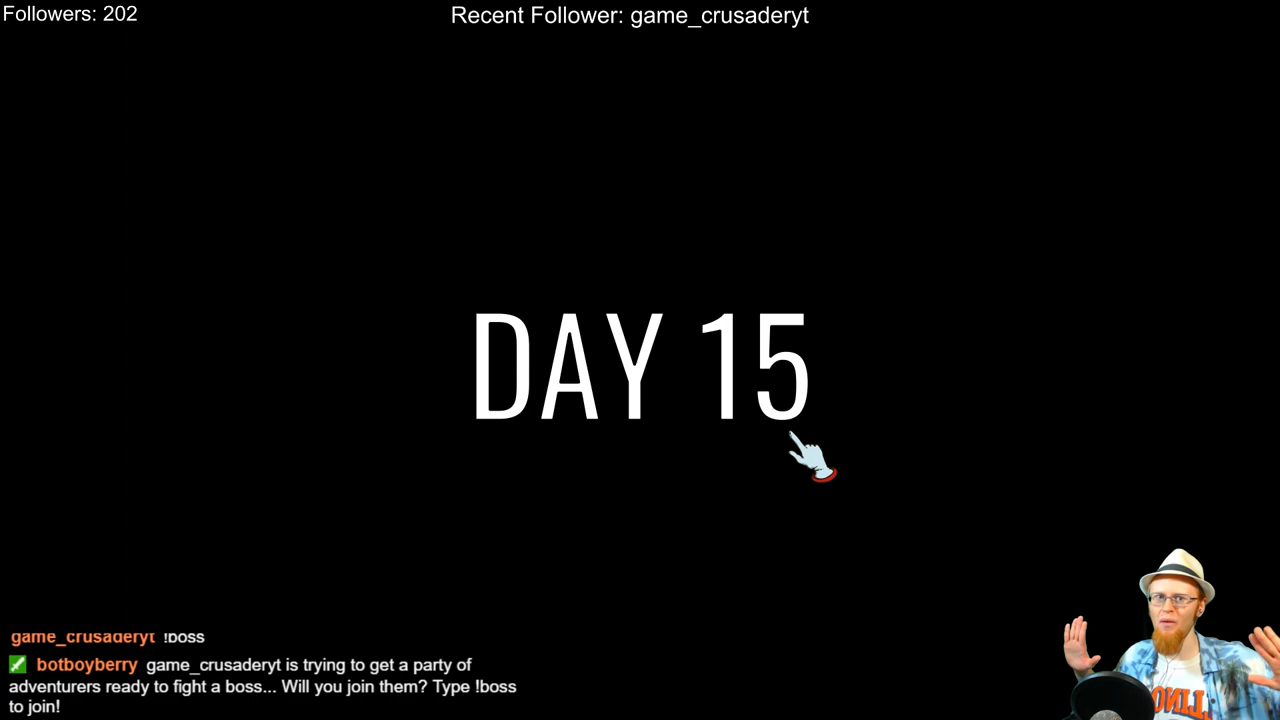 Followers: 202
Recent Follower: game_crusaderyt
DAY 15
game_crusaderyt !boss
botboyberry game_crusaderyt is trying to get a party of
adventurers ready to fight a boss... Will you join them? Type !boss
to join!